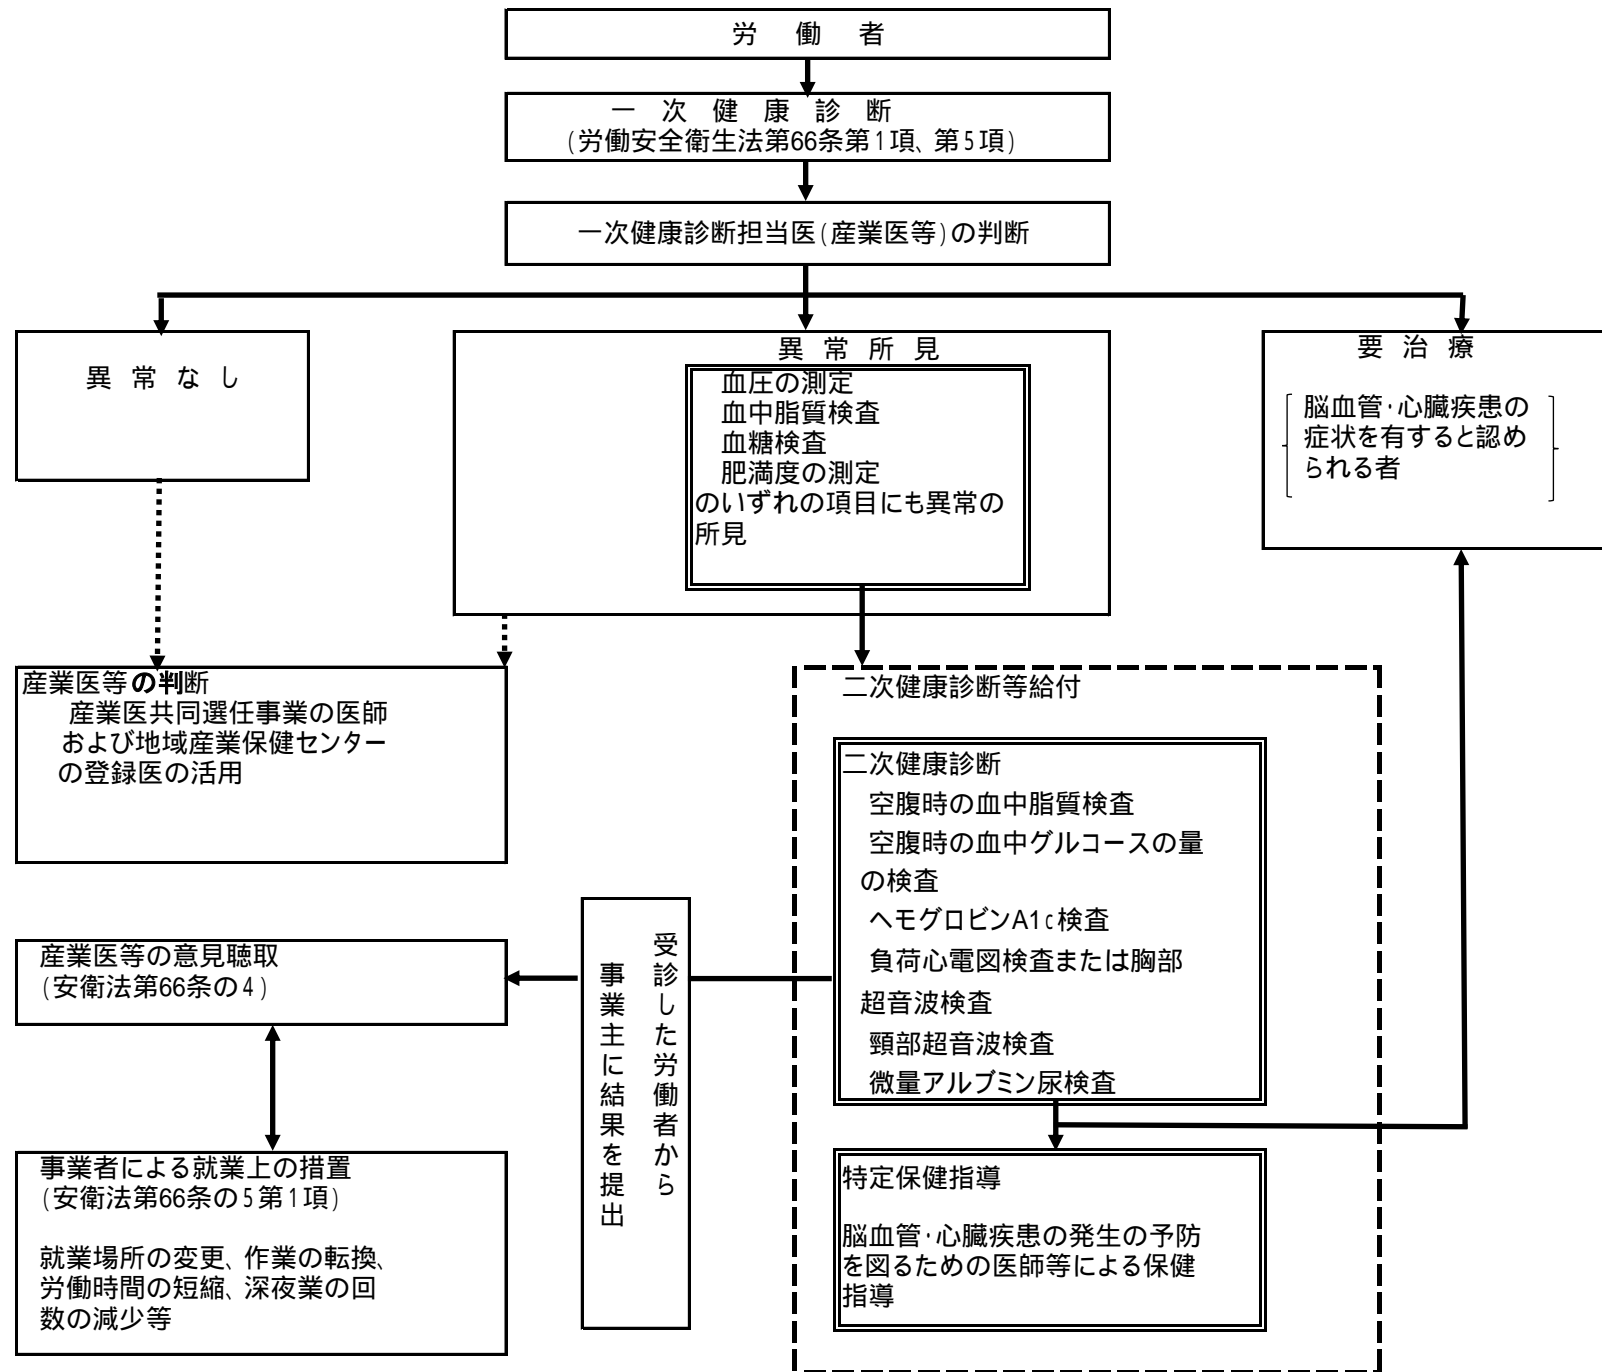 労働者
一次健康診断
(労働安全衛生法第66条第1項、第5項)
一次健康診断担当医(産業医等)の判断
異常なし
異常所見
血圧の測定
血中脂質検査
血糖検査
肥満度の測定
のいずれの項目にも異常の
所見
要治療
脳血管・心臓疾患の
症状を有すると認め
られる者
産業医等の判断
産業医共同選任事業の医師
および地域産業保健センター
の登録医の活用
二次健康診断等給付
二次健康診断
空腹時の血中脂質検査
空腹時の血中グルコースの量
の検査
ヘモグロビンA1c検査
負荷心電図検査または胸部
超音波検査
頸部超音波検査
微量アルブミン尿検査
受診した労働者から
事業主に結果を提出
産業医等の意見聴取
(安衛法第66条の4)
事業者による就業上の措置
(安衛法第66条の5第1項)
就業場所の変更、作業の転換、
労働時間の短縮、深夜業の回
数の減少等
特定保健指導
脳血管・心臓疾患の発生の予防
を図るための医師等による保健
指導